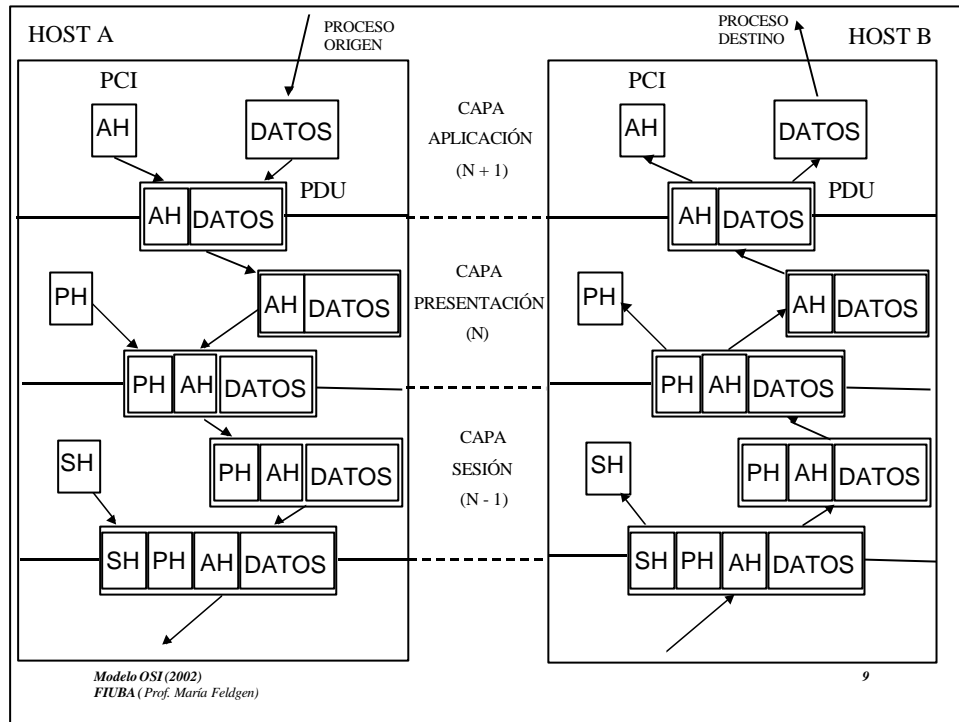 HOST A
PROCESO
ORIGEN
PROCESO
DESTINO
HOST B
PCI
AH
DATOS
CAPA
APLICACIÓN
(N + 1)
PCI
AH
DATOS
PDU
AH DATOS
PDU
AH DATOS
PH
AH DATOS
CAPA
PRESENTACIÓN
(N)
PH
AH DATOS
PH AH DATOS
PH AH DATOS
SH
PH AH DATOS
CAPA
SESIÓN
(N - 1)
SH
PH AH DATOS
SH PH AH DATOS
SH PH AH DATOS
Modelo OSI (2002)
FIUBA ( Prof. María Feldgen)
9